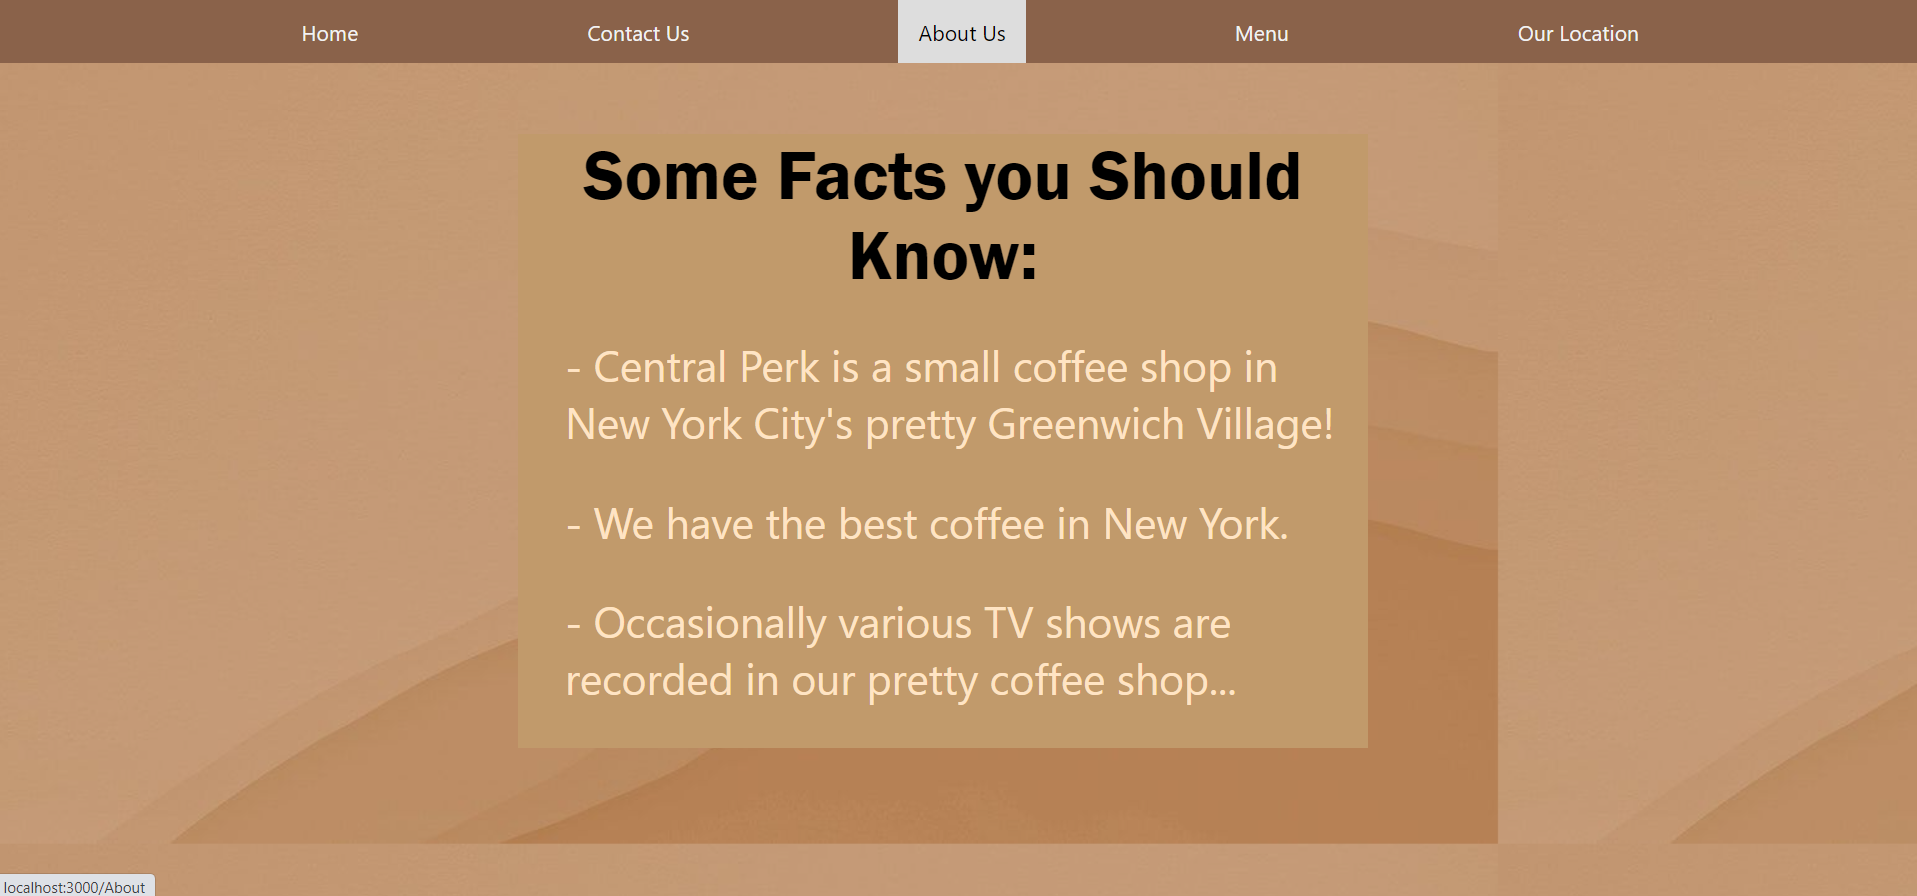 Home Contact Us About Us Menu Our Location
Some Facts you Should
Know:
- Central Perk is a small coffee shop in
New York City's pretty Greenwich Village!
- We have the best coffee in New York.
- Occasionally various TV shows are
recorded in our pretty coffee shop...
localhost:3000/About